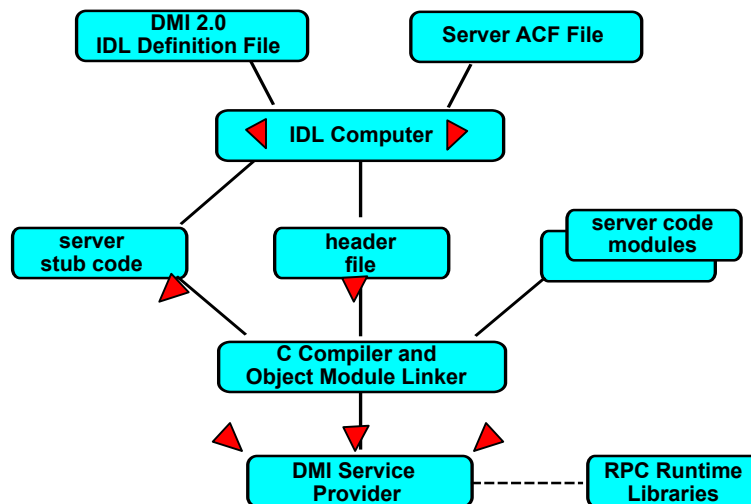 DMI 2.0
IDL Definition File
Server ACF File
IDL Computer
server
stub code
header
file
server code
modules
C Compiler and
Object Module Linker
DMI Service
Provider
RPC Runtime
Libraries